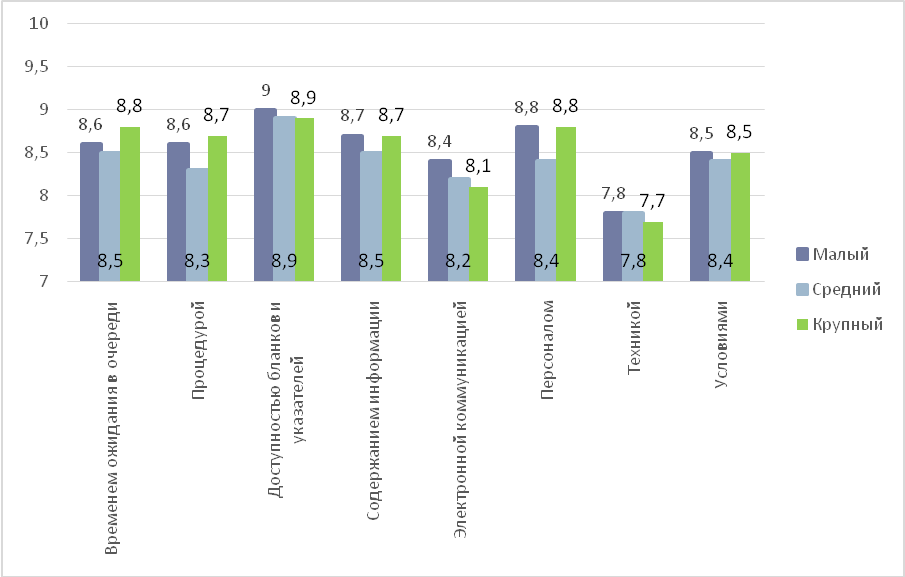 10
9,5
9
8,5
8
7,5
7
8,6
8,5
8,8
8,6
8,3
8,7
9
8,9
8,9
8,7
8,5
8,7
8,4
8,2
8,1
8,8
8,4
8,8
7,8
7,8
7,7
8,5
8,4
8,5
Временем ожидания в очереди
Процедурой
Доступностью бланков и
указателей
Содержанием информации
Электронной коммуникацией
Персоналом
Техникой
Условиями
Малый
Средний
Крупный